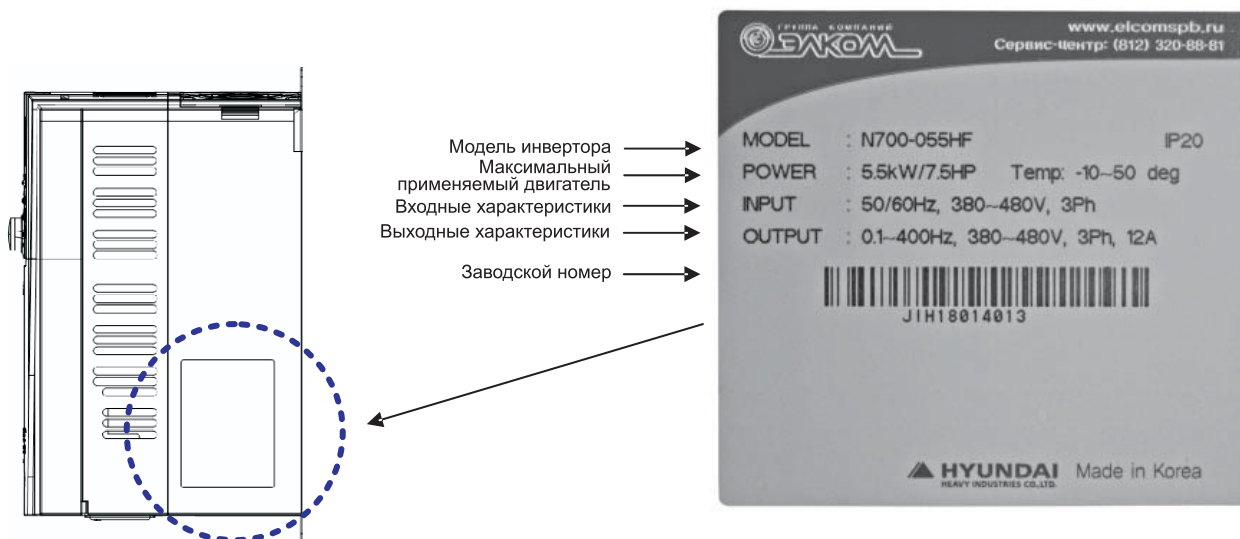 ГРУППА КОМПАНИЙ
ЭЛКОМ
www.elcomspb.ru
Сервис-центр: (812) 320-88-81
Модель инвертора
Максимальный
применяемый двигатель
Входные характеристики
Выходные характеристики
Заводской номер
MODEL : N700-055HF IP20
POWER : 5.5kW/7.5HP Temp: -10~50 deg
INPUT : 50/60Hz, 380~480V, 3Ph
OUTPUT : 0.1~400Hz, 380~480V, 3Ph, 12A
JIH18014013
HYUNDAI Made in Korea
HEAVY INDUSTRIES CO.,LTD.